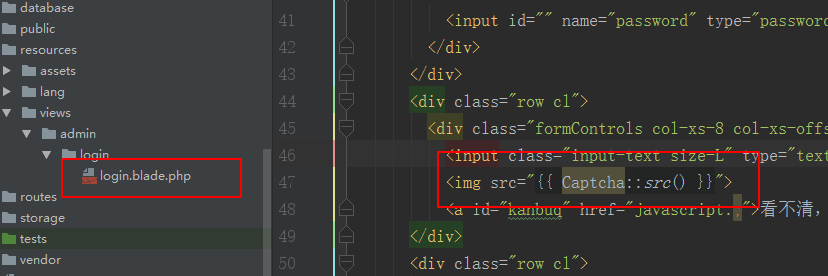 database
public
resources
assets
lang
views
admin
login
login.blade.php
routes
storage
tests
vendor
41
42
43
44
45
46
47
48
49
50
<input id="" name="password" type="password
</div>
</div>
<div class="row cl">
<div class="formControls col-xs-8 col-xs-offs
<input class="input-text size-L" type="text
<img src="{{ Captcha::src() }}">
<a id="kanbuq" href="javascript:;">看不清，
</div>
<div class="row cl">